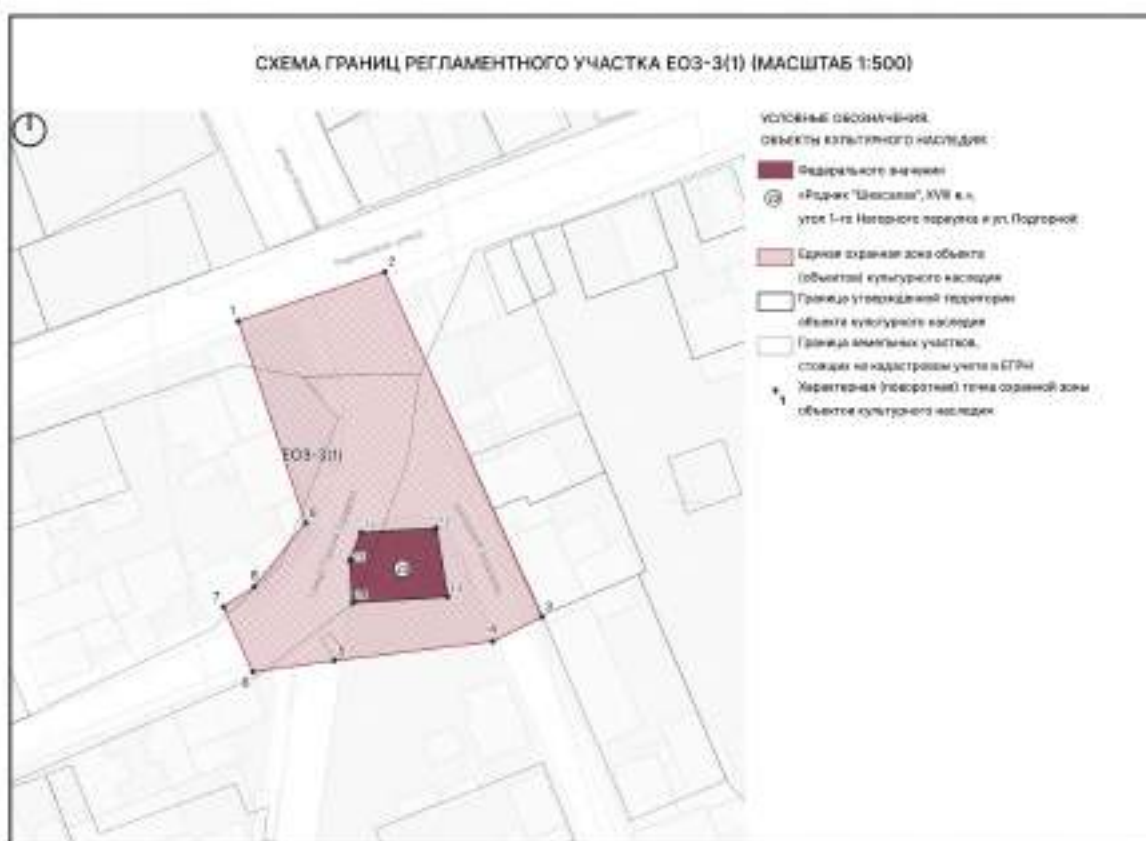 СХЕМА ГРАНИЦ РЕГЛАМЕНТНОГО УЧАСТКА ЕОЗ-3(1) (МАСШТАБ 1:500)
УСЛОВНЫЕ ОБОЗНАЧЕНИЯ.
ОБЪЕКТЫ КУЛЬТУРНОГО НАСЛЕДИЯ
Федерального значения
«Родник "Шахсалах", XVIII в.»,
угол 1-го Нагорного переулка и ул. Подгорной
Единая охранная зона объекта
(объектов) культурного наследия
Граница утвержденной территории
объекта культурного наследия
Граница земельных участков,
стоящих на кадастровом учете в ЕГРН
1 Характерная (поворотная) точка охранной зоны
объектов культурного наследия
2
1
ЕОЗ-3(1)
7
3
4
5